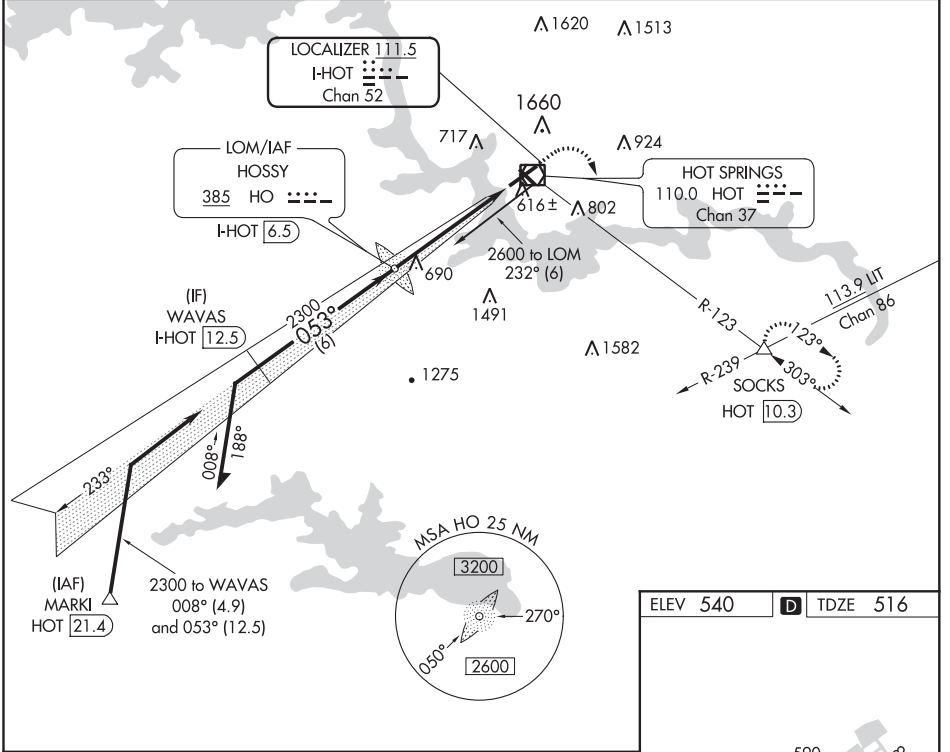 1620
1513
LOCALIZER 111.5
I-HOT
Chan 52
1660
717
924
LOM/IAF
HOSSY
385 HO
I-HOT 6.5
HOT SPRINGS
110.0 HOT
Chan 37
616±
802
2600 to LOM
232° (6)
690
(IF)
WAVAS
I-HOT 12.5
2300
053°
(6)
1491
113.9 LIT
Chan 86
R-123
1582
123°
R-239
303°
SOCKS
HOT 10.3
1275
008°
188°
233°
(IAF)
MARKI
HOT 21.4
2300 to WAVAS
008° (4.9)
and 053° (12.5)
MSA HO 25 NM
3200
270°
050°
2600
ELEV 540
D
TDZE 516